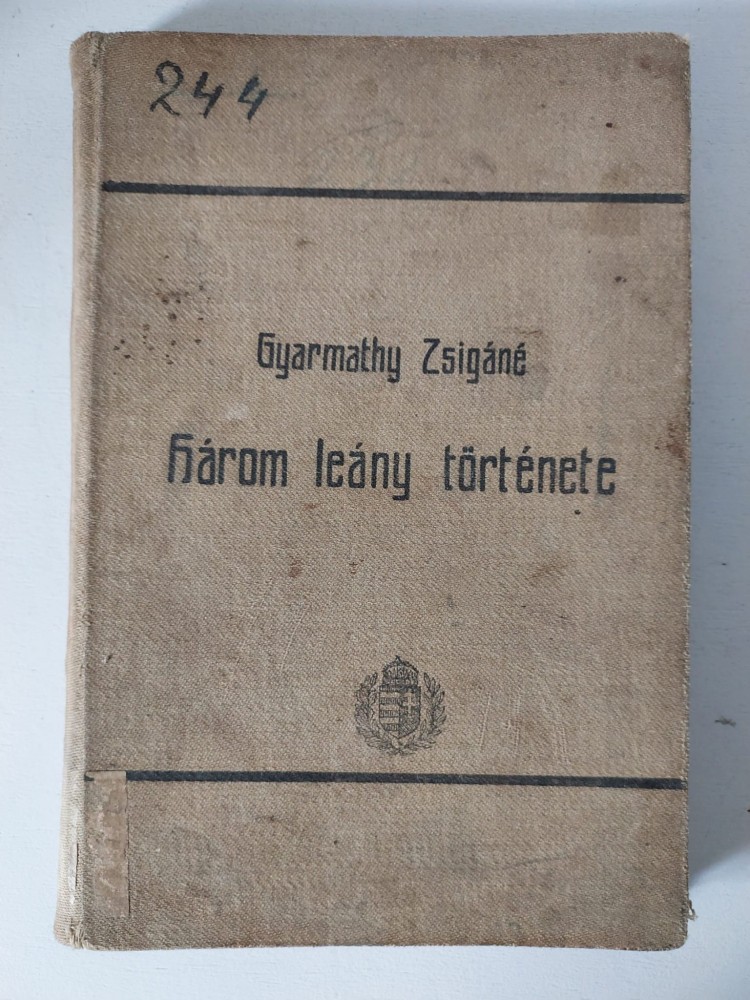 244
Gyarmathy Zsigáné
Három leány története